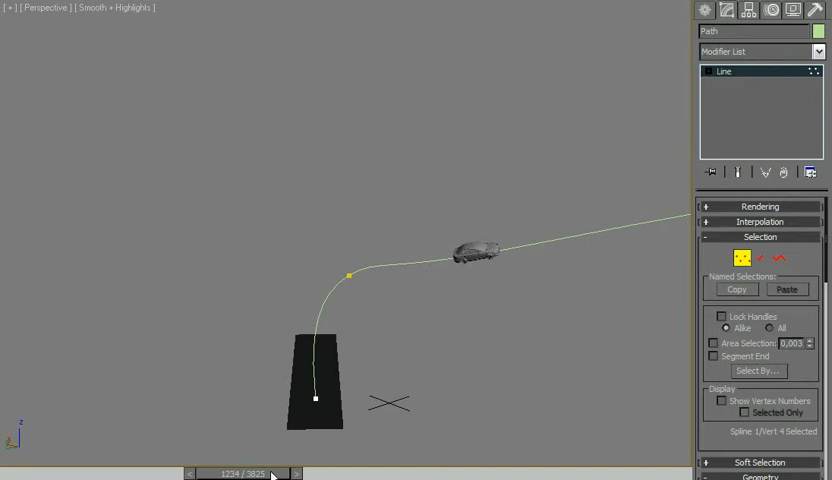 [ + ] [ Perspective ] [ Smooth + Highlights ]
Path
Modifier List
Line
+ Rendering
+ Interpolation
- Selection
Named Selections:
Copy Paste
Lock Handles
Alike All
Area Selection: 0,003
Segment End
Select By...
Display
Show Vertex Numbers
Selected Only
Spline 1/Vert 4 Selected
+ Soft Selection
- Geometry
z
x
< 1234 / 3825 >